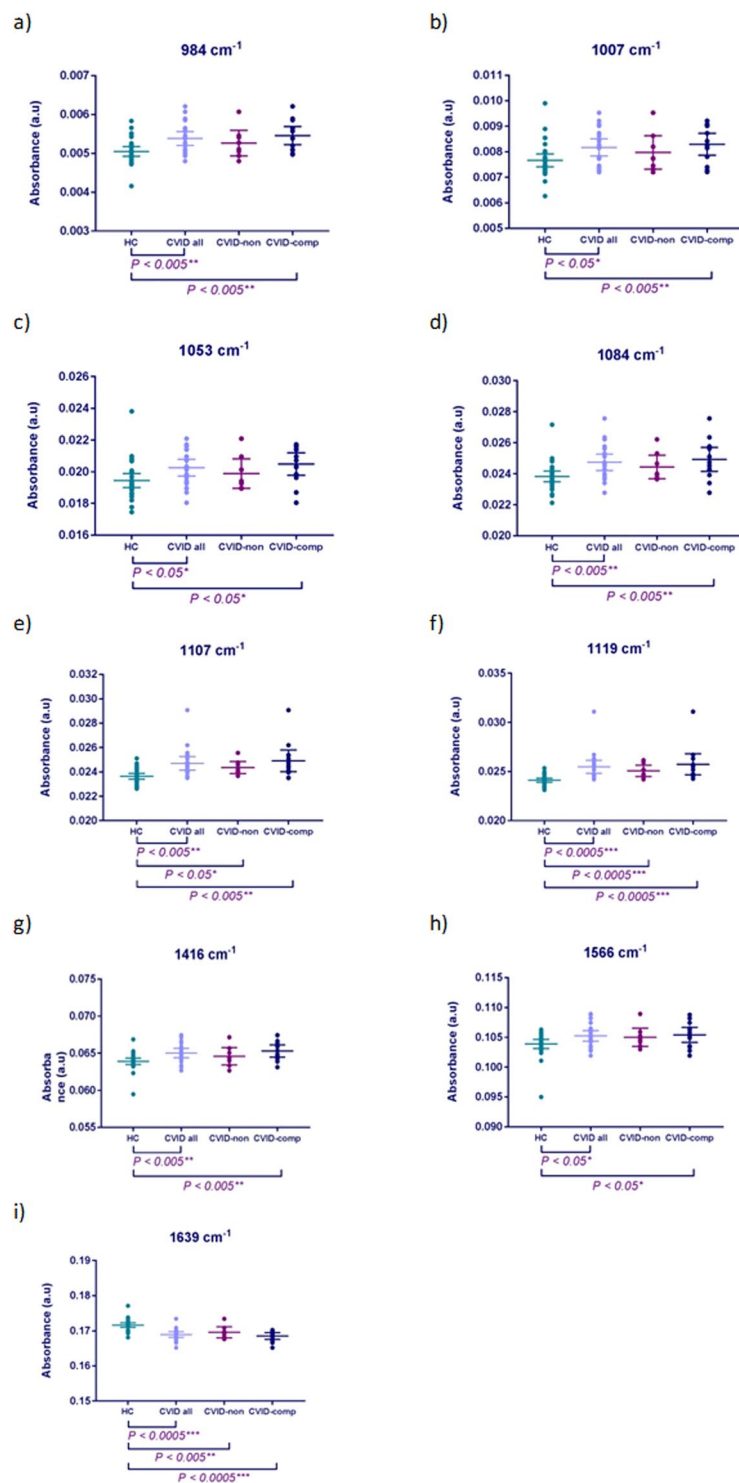 a)
984 cm-1
Absorbance (a.u)
0.007
0.006
0.005
0.004
0.003
HC CVID all CVID-non CVID-comp
P < 0.005**
P < 0.005**
b)
1007 cm-1
Absorbance (a.u)
0.011
0.010
0.009
0.008
0.007
0.006
0.005
HC CVID all CVID-non CVID-comp
P < 0.05*
P < 0.005**
c)
1053 cm-1
Absorbance (a.u)
0.026
0.024
0.022
0.020
0.018
0.016
HC CVID all CVID-non CVID-comp
P < 0.05*
P < 0.05*
d)
1084 cm-1
Absorbance (a.u)
0.030
0.028
0.026
0.024
0.022
0.020
HC CVID all CVID-non CVID-comp
P < 0.005**
P < 0.005**
e)
1107 cm-1
Absorbance (a.u)
0.032
0.030
0.028
0.026
0.024
0.022
0.020
HC CVID all CVID-non CVID-comp
P < 0.005**
P < 0.05*
P < 0.005**
f)
1119 cm-1
Absorbance (a.u)
0.035
0.030
0.025
0.020
HC CVID all CVID-non CVID-comp
P < 0.0005***
P < 0.0005***
P < 0.0005***
g)
1416 cm-1
Absorba
nce (a.u)
0.075
0.070
0.065
0.060
0.055
HC CVID all CVID-non CVID-comp
P < 0.005**
P < 0.005**
h)
1566 cm-1
Absorbance (a.u)
0.115
0.110
0.105
0.100
0.095
0.090
HC CVID all CVID-non CVID-comp
P < 0.05*
P < 0.05*
i)
1639 cm-1
Absorbance (a.u)
0.19
0.18
0.17
0.16
0.15
HC CVID all CVID-non CVID-comp
P < 0.0005***
P < 0.005**
P < 0.0005***